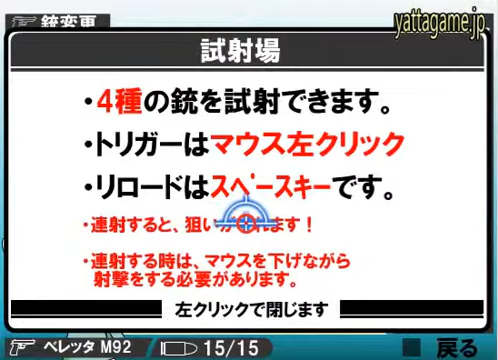 銃変更
yattagame.jp
試射場
・4種の銃を試射できます。
・トリガーはマウス左クリック
・リロードはスペースキーです。
・連射すると、狙いがれます！
・連射する時は、マウスを下げながら
射撃をする必要があります。
左クリックで閉じます
ベレッタ M92
15/15
戻る